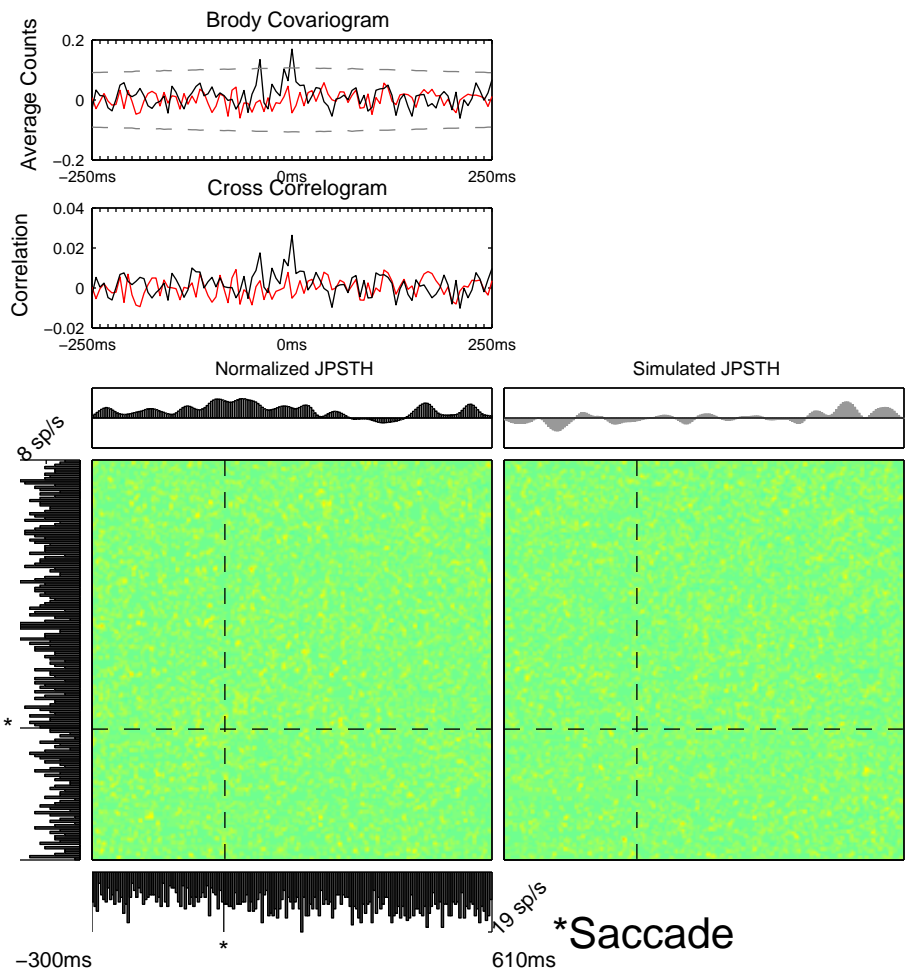 Brody Covariogram
Average Counts
0.2
0
−0.2
−250ms
0ms
250ms
Cross Correlogram
Correlation
0.04
0.02
0
−0.02
−250ms
0ms
250ms
Normalized JPSTH
Simulated JPSTH
8 sp/s
*
19 sp/s
*
*Saccade
−300ms
610ms